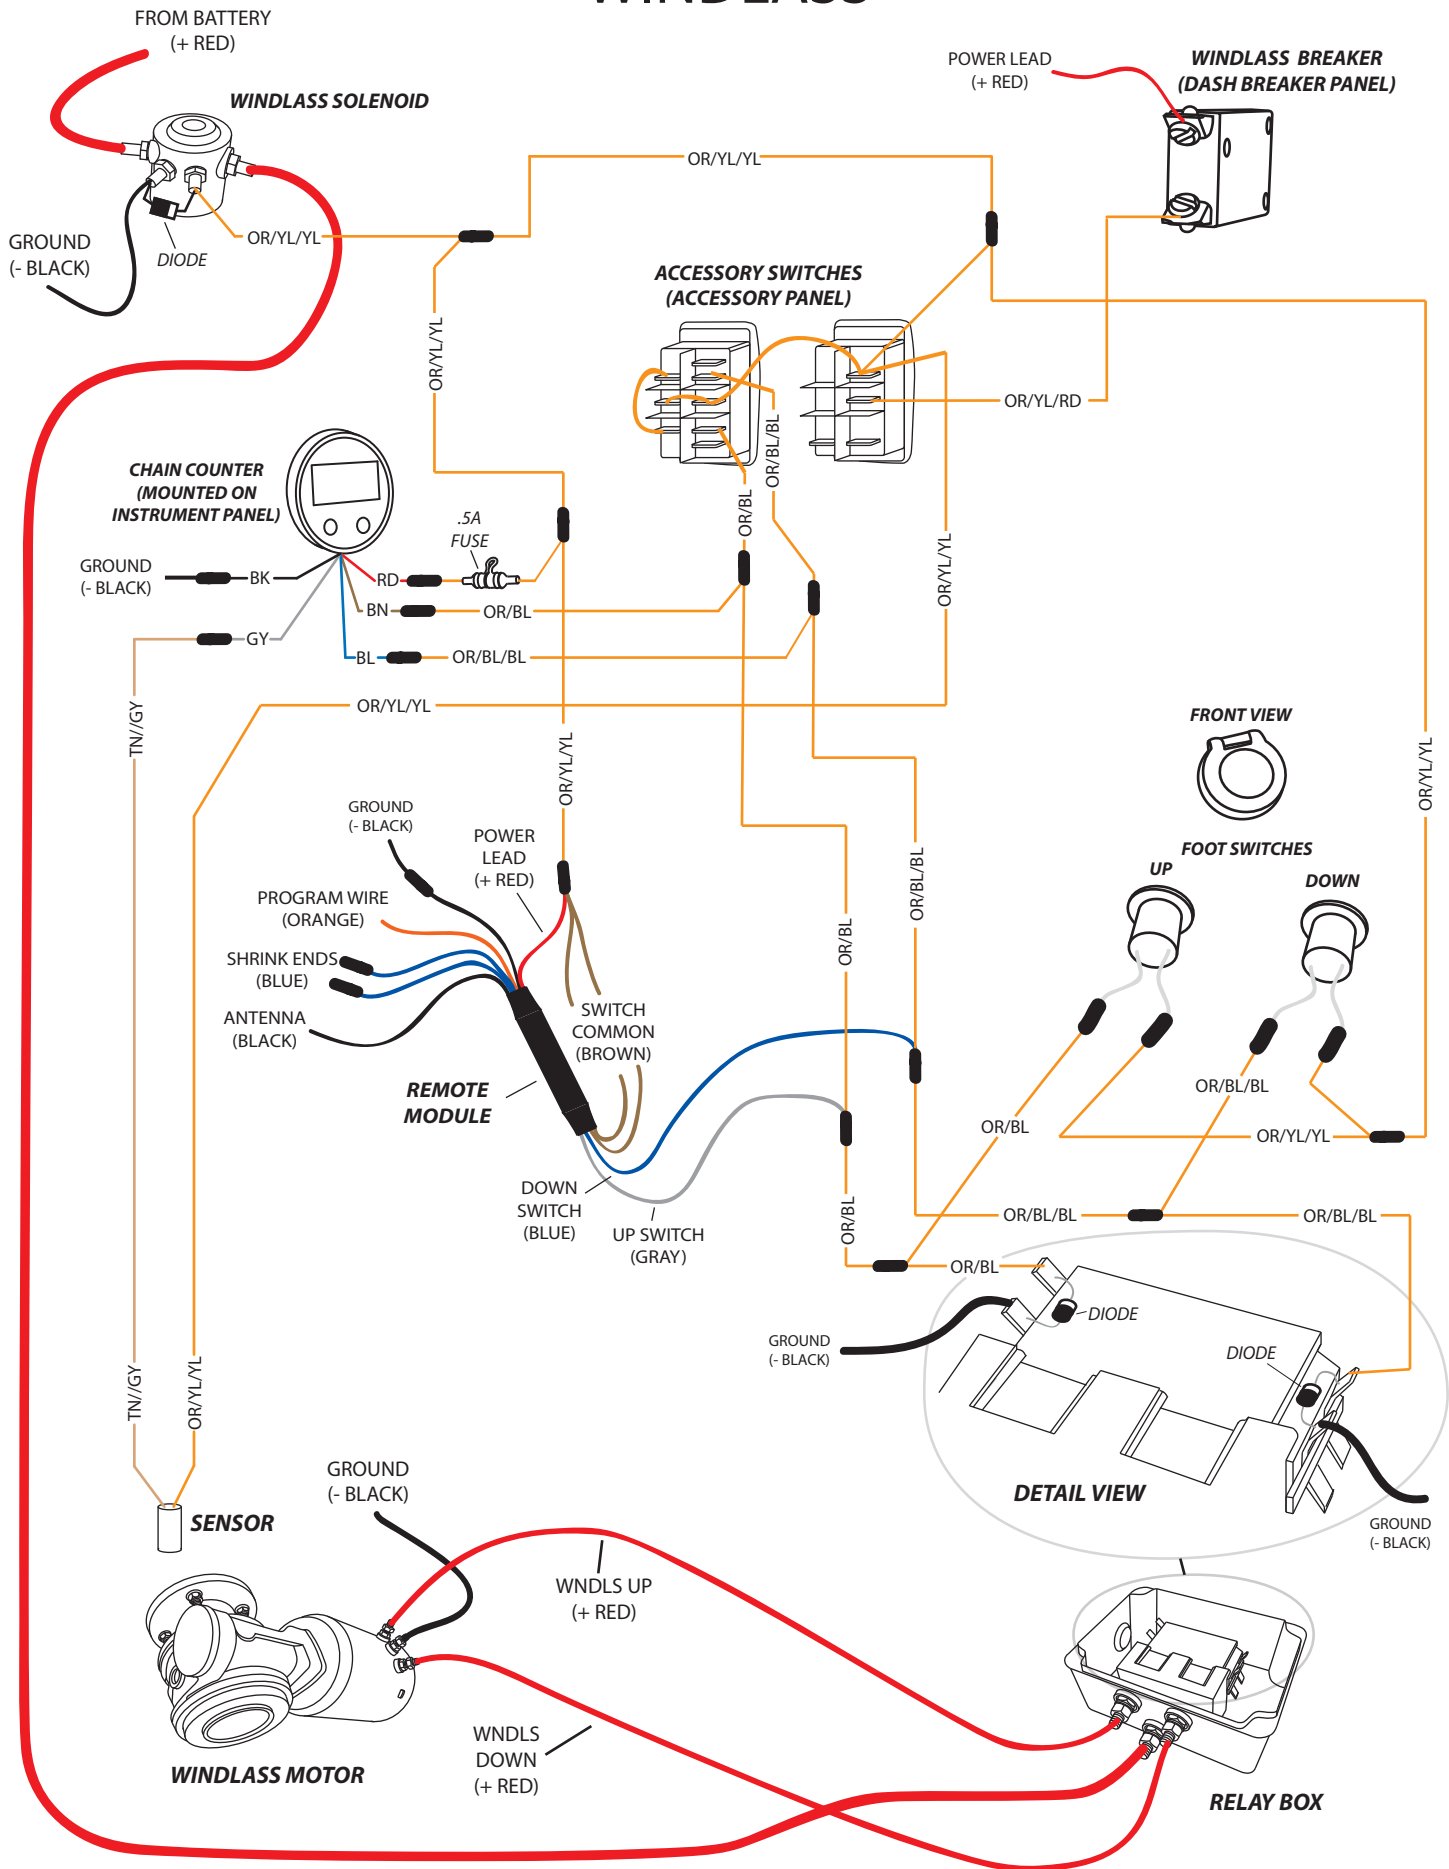 WINDLASS
FROM BATTERY
(+ RED)
WINDLASS SOLENOID
GROUND
(- BLACK)
DIODE
OR/YL/YL
OR/YL/YL
POWER LEAD
(+ RED)
WINDLASS BREAKER
(DASH BREAKER PANEL)
ACCESSORY SWITCHES
(ACCESSORY PANEL)
OR/YL/YL
OR/YL/RD
OR/BL/BL
OR/BL
CHAIN COUNTER
(MOUNTED ON
INSTRUMENT PANEL)
.5A
FUSE
GROUND
(- BLACK)
BK
RD
BN
OR/BL
GY
BL
OR/BL/BL
OR/YL/YL
OR/YL/YL
TN//GY
OR/YL/YL
OR/YL/YL
FRONT VIEW
FOOT SWITCHES
UP
DOWN
GROUND
(- BLACK)
POWER
LEAD
(+ RED)
PROGRAM WIRE
(ORANGE)
SHRINK ENDS
(BLUE)
ANTENNA
(BLACK)
SWITCH
COMMON
(BROWN)
REMOTE
MODULE
OR/BL/BL
OR/BL
OR/BL/BL
OR/BL
OR/YL/YL
DOWN
SWITCH
(BLUE)
UP SWITCH
(GRAY)
OR/BL
OR/BL/BL
OR/BL/BL
OR/BL
DIODE
GROUND
(- BLACK)
DIODE
TN//GY
OR/YL/YL
DETAIL VIEW
GROUND
(- BLACK)
SENSOR
GROUND
(- BLACK)
WNDLS UP
(+ RED)
WNDLS
DOWN
(+ RED)
WINDLASS MOTOR
RELAY BOX